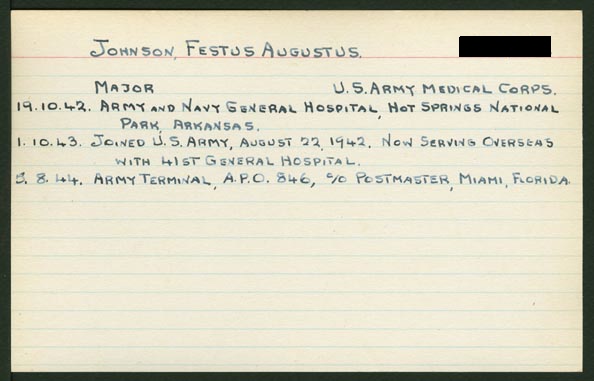 JOHNSON, FESTUS AUGUSTUS.
MAJOR U.S. ARMY MEDICAL CORPS.
19.10.42. ARMY AND NAVY GENERAL HOSPITAL, HOT SPRINGS NATIONAL
PARK, ARKANSAS.
1.10.43. JOINED U.S. ARMY, AUGUST 22, 1942. NOW SERVING OVERSEAS
WITH 41ST GENERAL HOSPITAL.
5.8.44. ARMY TERMINAL, A.P.O. 846, c/o POSTMASTER, MIAMI, FLORIDA.